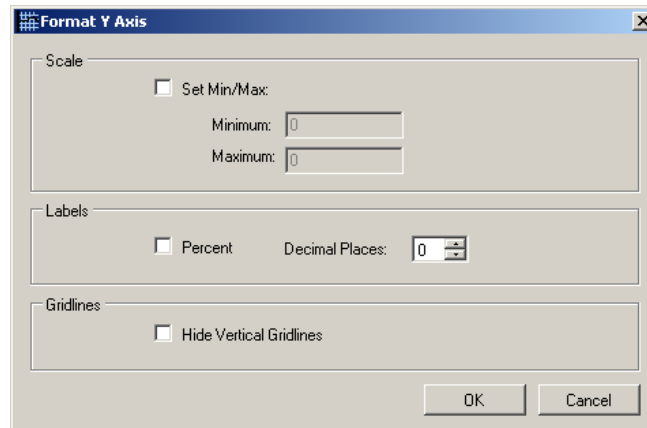 Format Y Axis
Scale
Set Min/Max:
Minimum: 0
Maximum: 0
Labels
Percent Decimal Places: 0
Gridlines
Hide Vertical Gridlines
OK Cancel